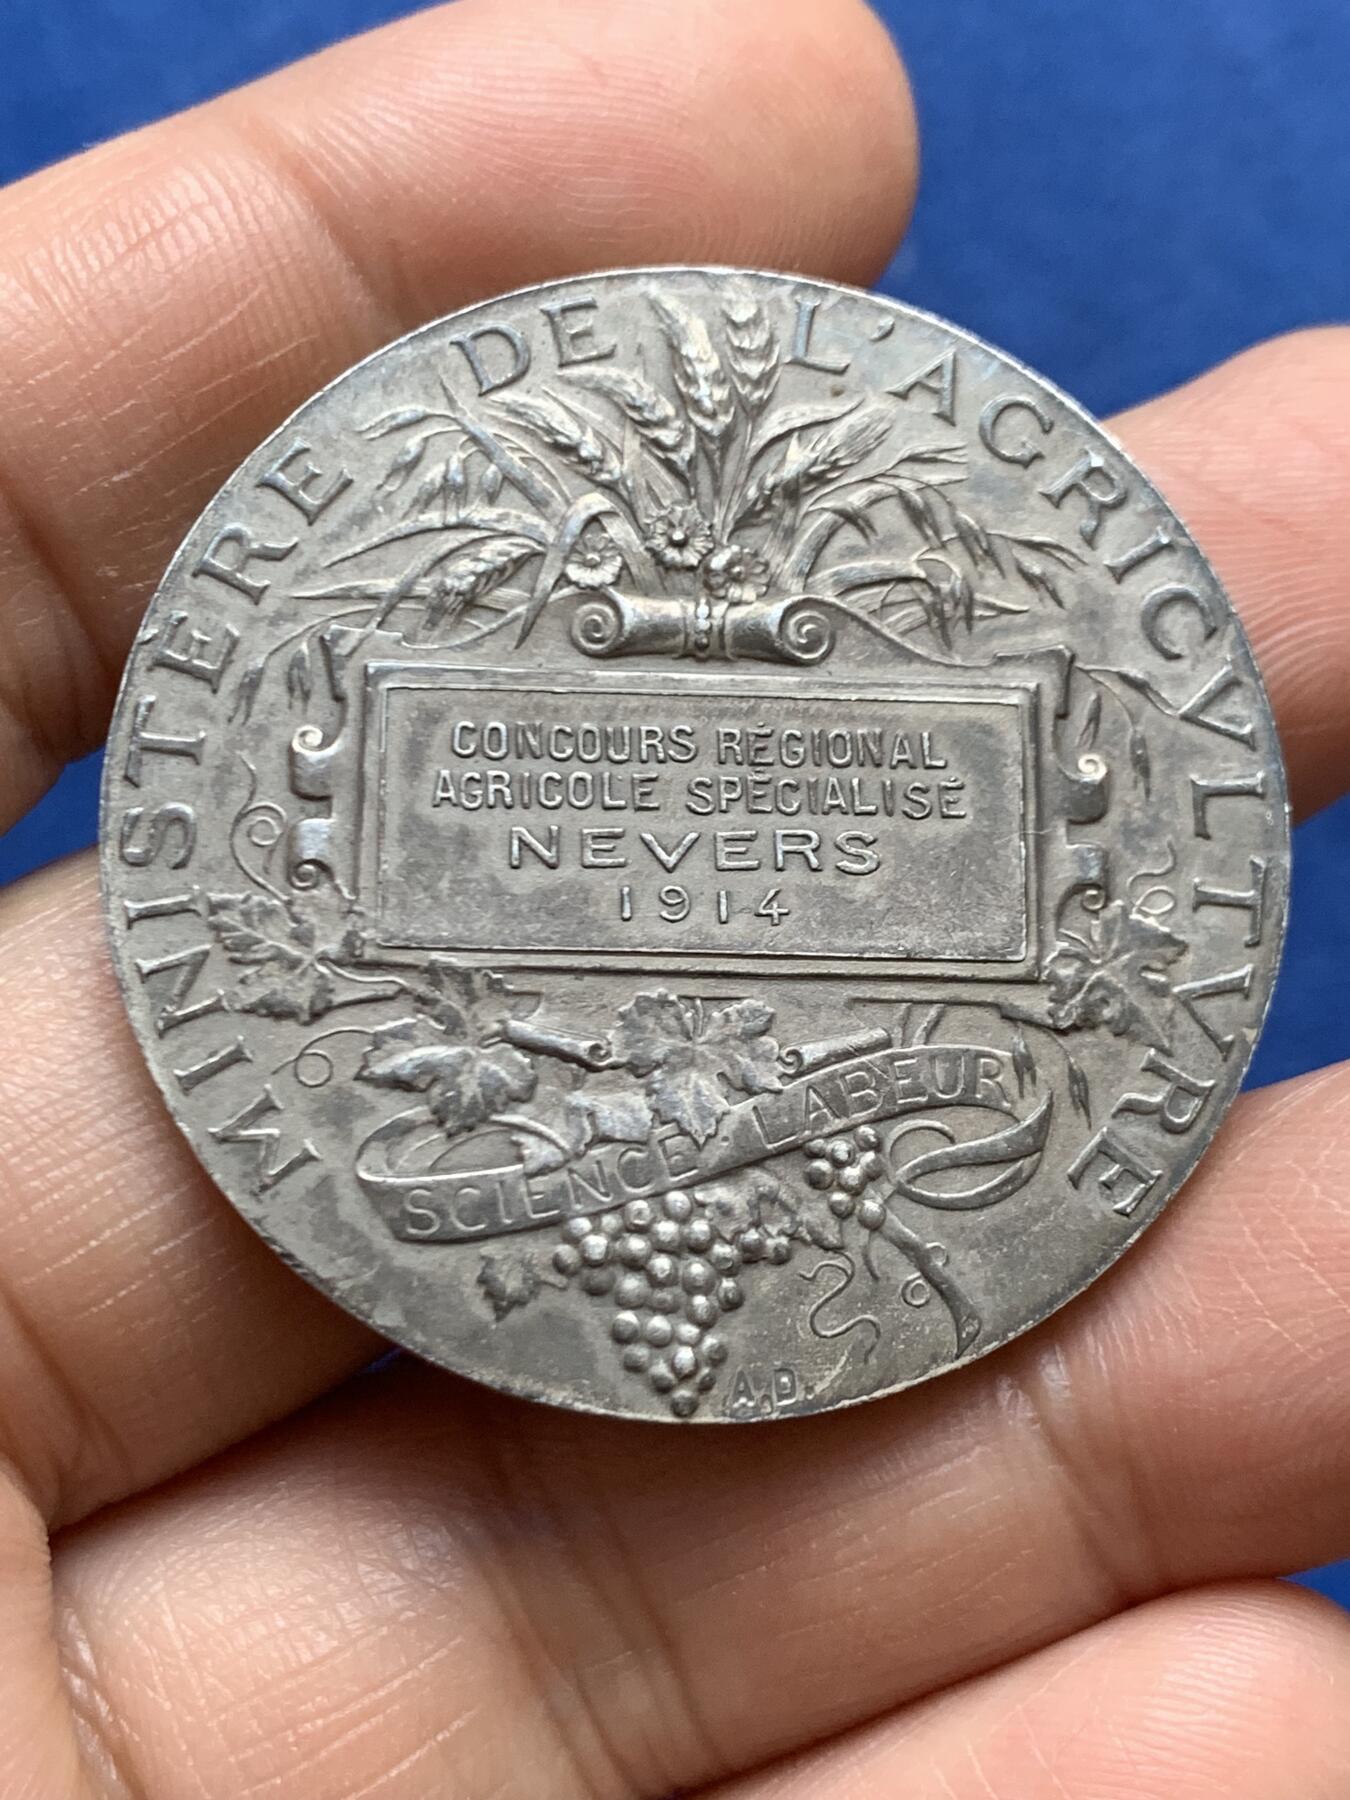 MINISTÈRE DE L'AGRICVLTVRE
CONCOURS RÉGIONAL
AGRICOLE SPÉCIALISÉ
NEVERS
1914
SCIENCE · LABEUR
A.D.